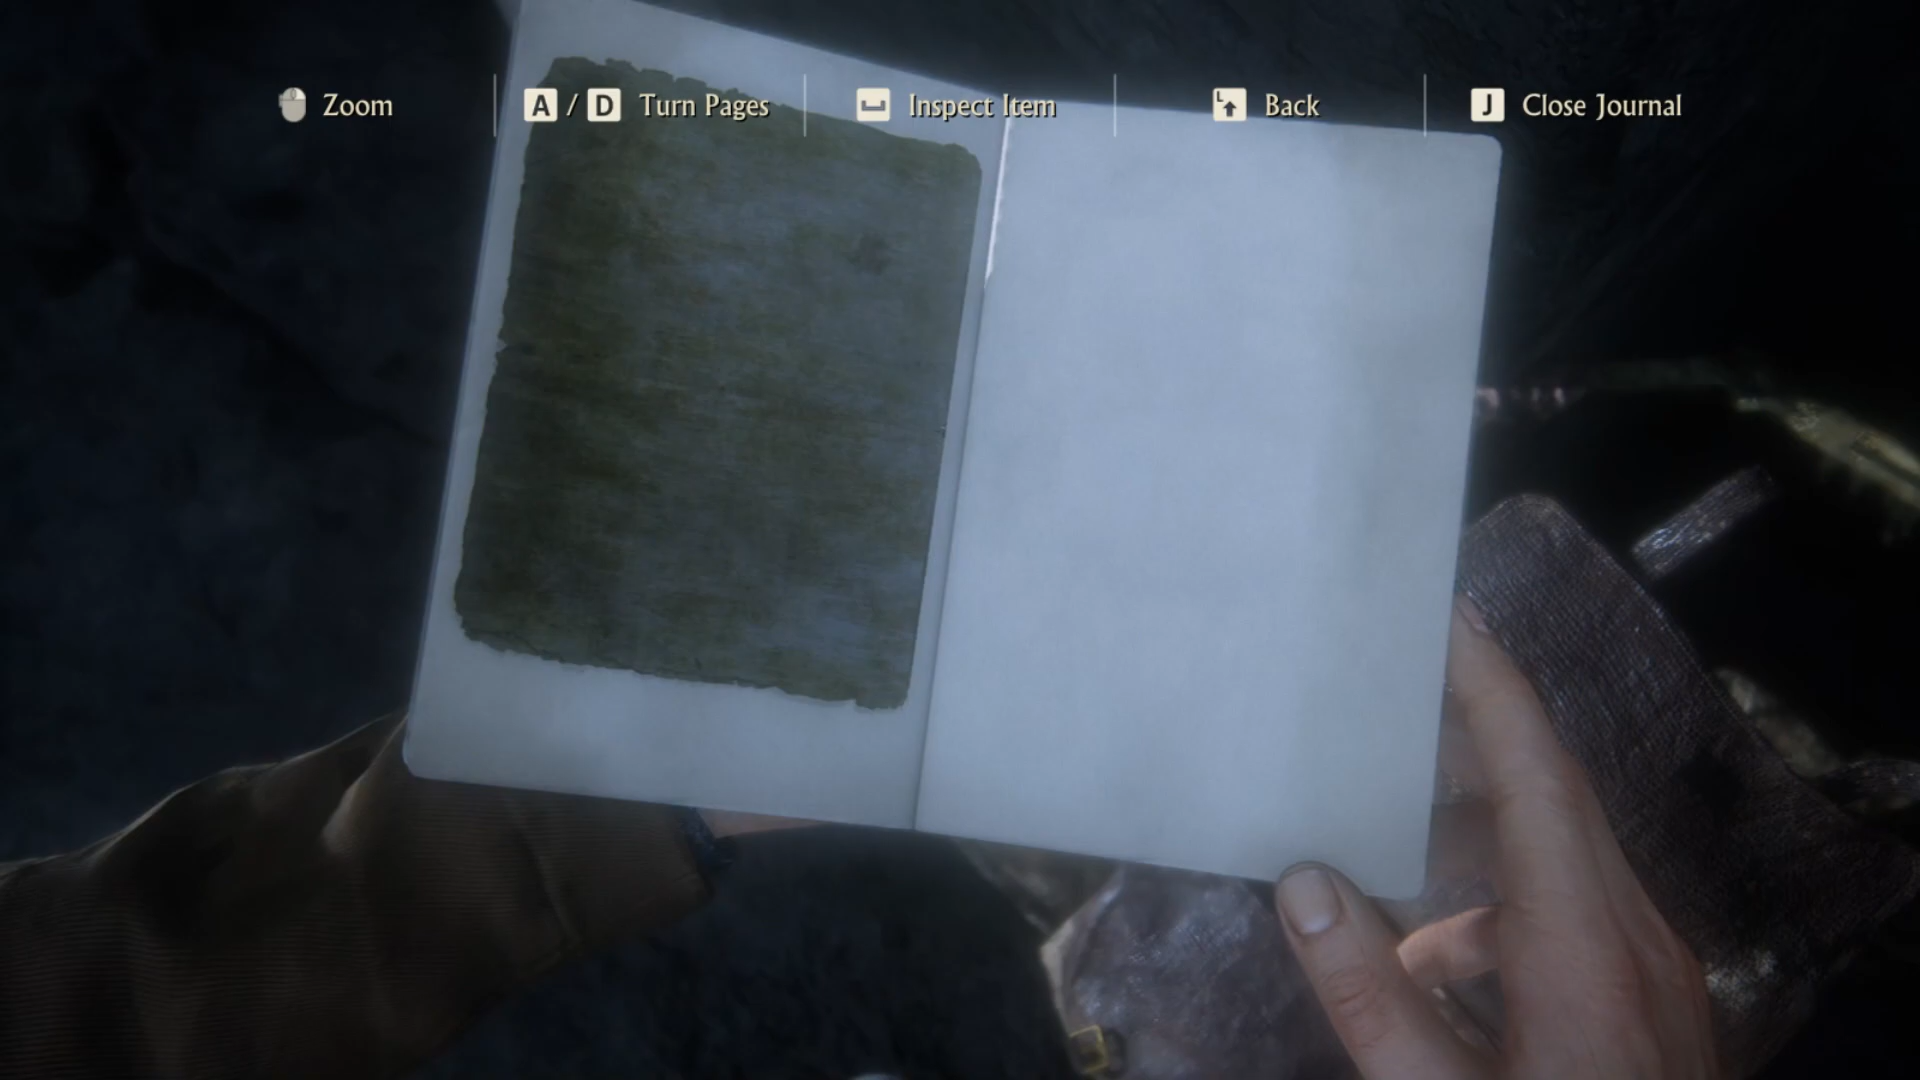 Zoom
A / D Turn Pages
Inspect Item
L Back
J Close Journal